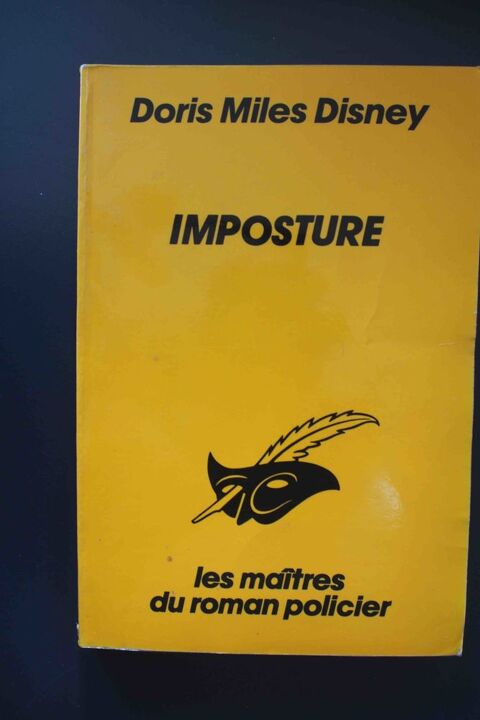 Doris Miles Disney
IMPOSTURE
les maîtres
du roman policier